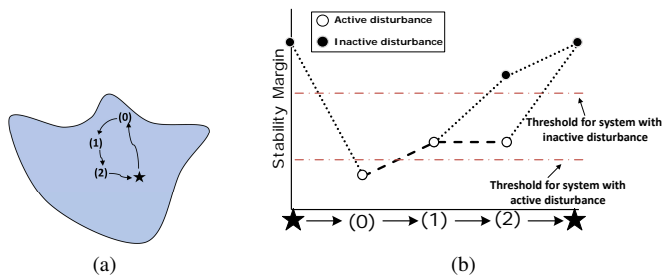 (a)
Active disturbance
Inactive disturbance
Stability Margin
(0)
(1)
(2)
Threshold for system with
inactive disturbance
Threshold for system with
active disturbance
(0)
(1)
(2)
(a)
(b)